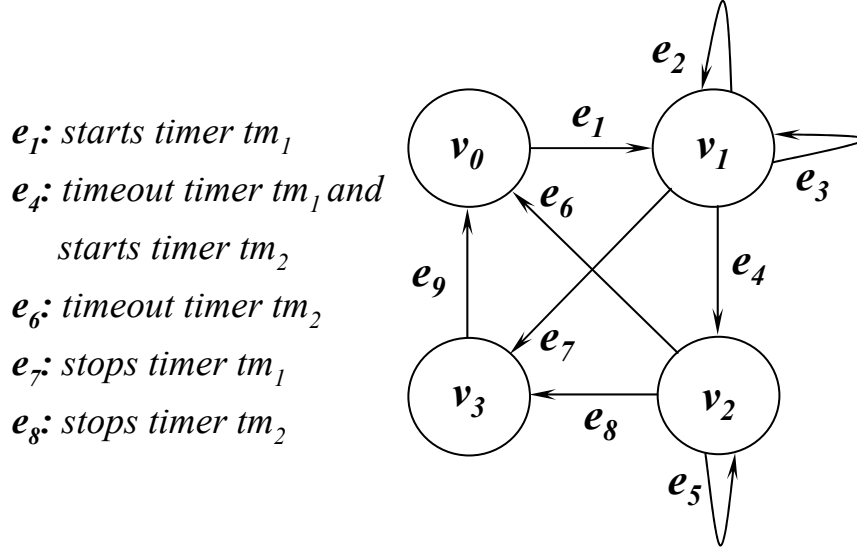 e1: starts timer tm1
e4: timeout timer tm1 and
starts timer tm2
e6: timeout timer tm2
e7: stops timer tm1
e8: stops timer tm2
e2
v0
e1
v1
e3
e6
e9
e4
e7
v3
e8
v2
e5